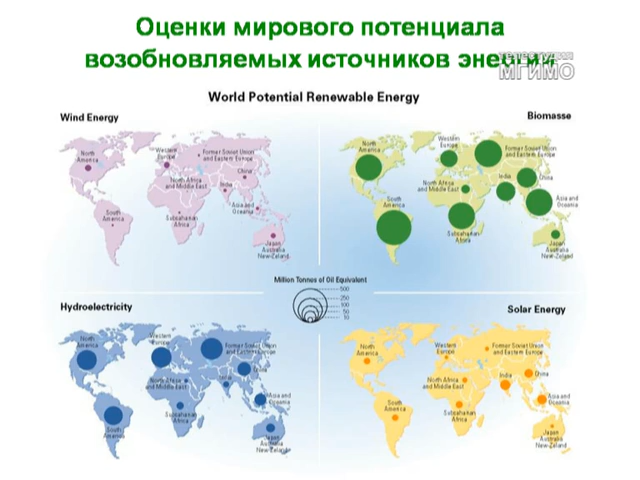 Оценки мирового потенциала
возобновляемых источников энергии
телестудия
МГИМО
World Potential Renewable Energy
Wind Energy
North
America
Western
Europe
Former Soviet Union
and Eastern Europe
North Africa
and Middle East
China
India
Asia and
Oceania
South
America
Subsaharan
Africa
Japan
Australia
New-Zealand
Biomasse
North
America
Western
Europe
Former Soviet Union
and Eastern Europe
North Africa
and Middle East
India
China
Asia and
Oceania
South
America
Subsaharan
Africa
Japan
Australia
New-Zealand
Million Tonnes of Oil Equivalent
500
250
100
50
10
Hydroelectricity
North
America
Western
Europe
Former Soviet Union
and Eastern Europe
North Africa
and Middle East
India
China
Asia and
Oceania
South
America
Subsaharan
Africa
Japan
Australia
New-Zealand
Solar Energy
North
America
Western
Europe
Former Soviet Union
and Eastern Europe
North Africa
and Middle East
India
China
Asia and
Oceania
South
America
Subsaharan
Africa
Japan
Australia
New-Zealand